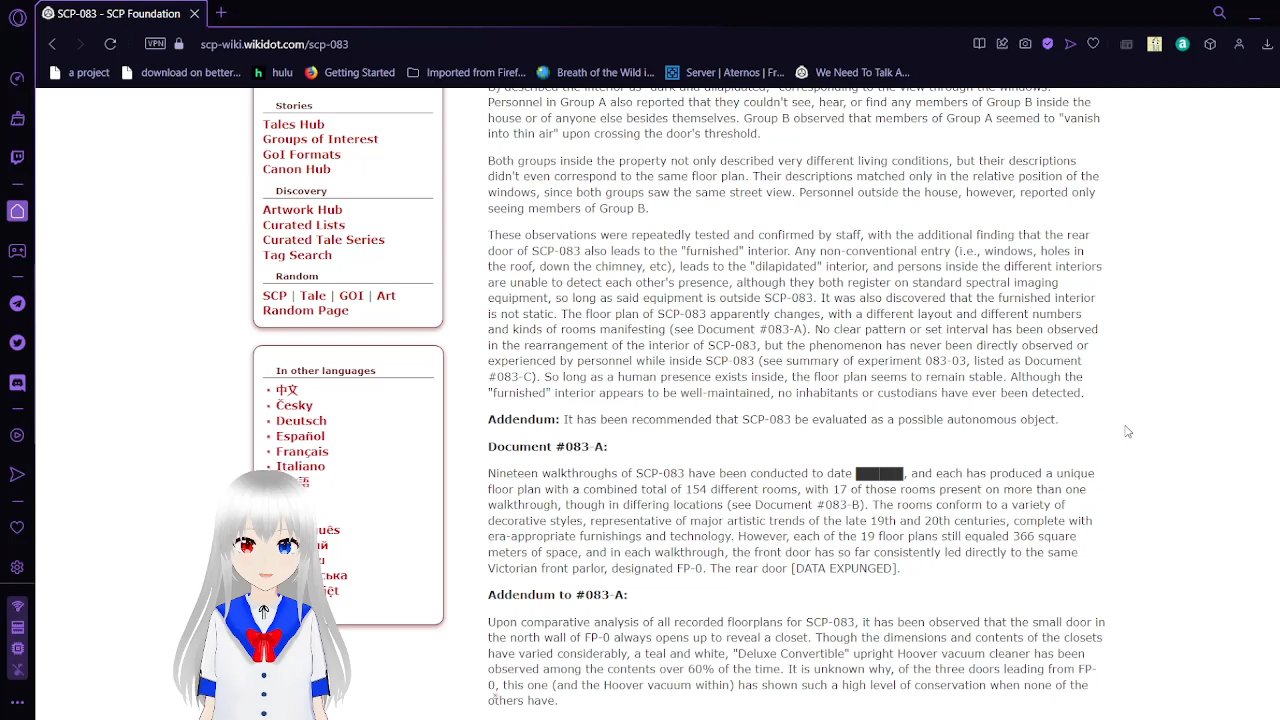 SCP-083 - SCP Foundation
VPN
scp-wiki.wikidot.com/scp-083
a project
download on better...
hulu
Getting Started
Imported from Firef...
Breath of the Wild i...
Server | Aternos | Fr...
We Need To Talk A...
Stories
Tales Hub
Groups of Interest
GoI Formats
Canon Hub
Discovery
Artwork Hub
Curated Lists
Curated Tale Series
Tag Search
Random
SCP | Tale | GOI | Art
Random Page
In other languages
中文
Česky
Deutsch
Español
Français
Italiano
B) described the interior as "dark and dilapidated," corresponding to the view through the windows.
Personnel in Group A also reported that they couldn't see, hear, or find any members of Group B inside the
house or of anyone else besides themselves. Group B observed that members of Group A seemed to "vanish
into thin air" upon crossing the door's threshold.
Both groups inside the property not only described very different living conditions, but their descriptions
didn't even correspond to the same floor plan. Their descriptions matched only in the relative position of the
windows, since both groups saw the same street view. Personnel outside the house, however, reported only
seeing members of Group B.
These observations were repeatedly tested and confirmed by staff, with the additional finding that the rear
door of SCP-083 also leads to the "furnished" interior. Any non-conventional entry (i.e., windows, holes in
the roof, down the chimney, etc), leads to the "dilapidated" interior, and persons inside the different interiors
are unable to detect each other's presence, although they both register on standard spectral imaging
equipment, so long as said equipment is outside SCP-083. It was also discovered that the furnished interior
is not static. The floor plan of SCP-083 apparently changes, with a different layout and different numbers
and kinds of rooms manifesting (see Document #083-A). No clear pattern or set interval has been observed
in the rearrangement of the interior of SCP-083, but the phenomenon has never been directly observed or
experienced by personnel while inside SCP-083 (see summary of experiment 083-03, listed as Document
#083-C). So long as a human presence exists inside, the floor plan seems to remain stable. Although the
"furnished" interior appears to be well-maintained, no inhabitants or custodians have ever been detected.
Addendum: It has been recommended that SCP-083 be evaluated as a possible autonomous object.
Document #083-A:
Nineteen walkthroughs of SCP-083 have been conducted to date ██████, and each has produced a unique
floor plan with a combined total of 154 different rooms, with 17 of those rooms present on more than one
walkthrough, though in differing locations (see Document #083-B). The rooms conform to a variety of
decorative styles, representative of major artistic trends of the late 19th and 20th centuries, complete with
era-appropriate furnishings and technology. However, each of the 19 floor plans still equaled 366 square
meters of space, and in each walkthrough, the front door has so far consistently led directly to the same
Victorian front parlor, designated FP-0. The rear door [DATA EXPUNGED].
Addendum to #083-A:
Upon comparative analysis of all recorded floorplans for SCP-083, it has been observed that the small door in
the north wall of FP-0 always opens up to reveal a closet. Though the dimensions and contents of the closets
have varied considerably, a teal and white, "Deluxe Convertible" upright Hoover vacuum cleaner has been
observed among the contents over 60% of the time. It is unknown why, of the three doors leading from FP-
0, this one (and the Hoover vacuum within) has shown such a high level of conservation when none of the
others have.